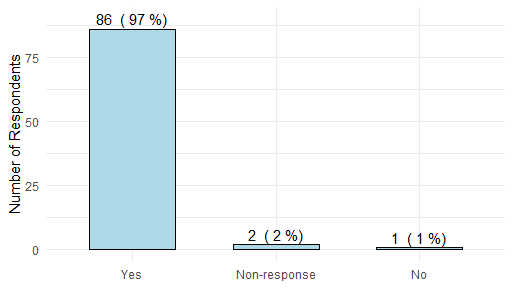 86 ( 97 %)
75
50
25
0
Number of Respondents
2 ( 2 %)
1 ( 1 %)
Yes
Non-response
No